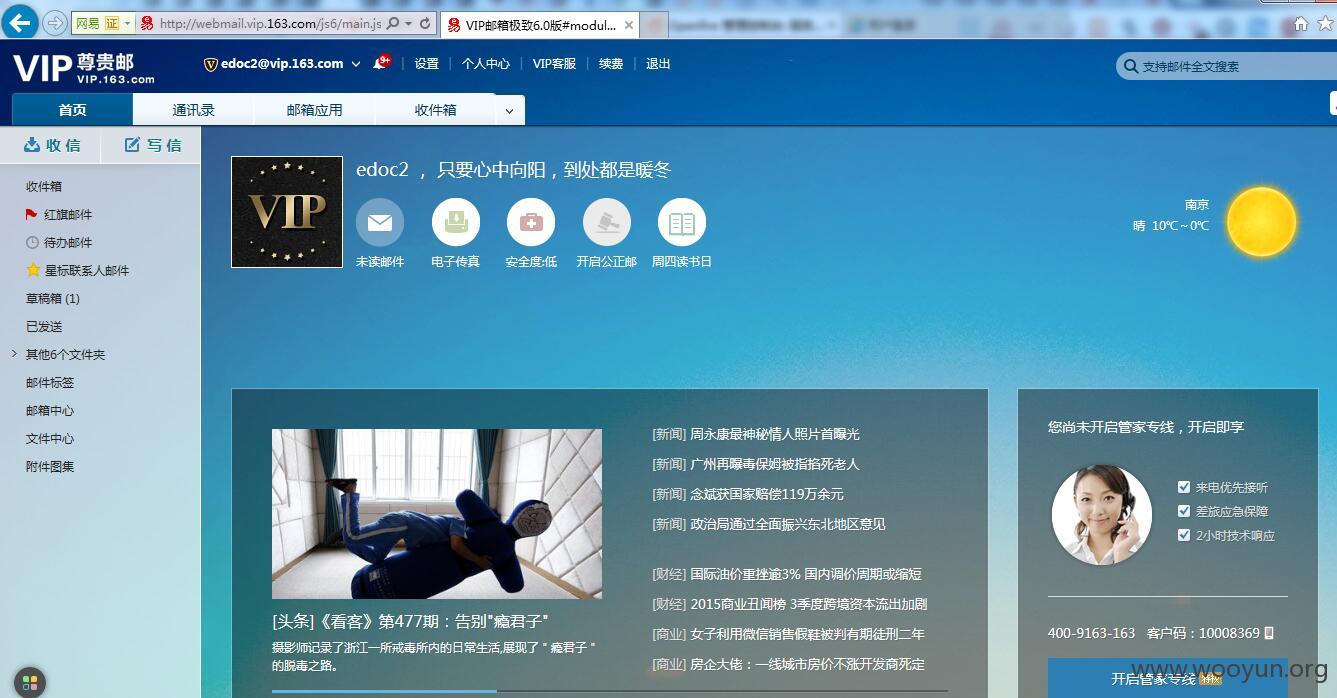 网易 证 http://webmail.vip.163.com/js6/main.js
VIP邮箱极致6.0版#modul...
VIP 尊贵邮
VIP.163.com
edoc2@vip.163.com 9+ 设置 个人中心 VIP客服 续费 退出
支持邮件全文搜索
首页 通讯录 邮箱应用 收件箱
收信 写信
收件箱
红旗邮件
待办邮件
星标联系人邮件
草稿箱 (1)
已发送
其他6个文件夹
邮件标签
邮箱中心
文件中心
附件图集
VIP
edoc2 ， 只要心中向阳，到处都是暖冬
未读邮件 电子传真 安全度:低 开启公正邮 周四读书日
南京
晴 10℃～0℃
[头条]《看客》第477期：告别"瘾君子"
摄影师记录了浙江一所戒毒所内的日常生活,展现了＂瘾君子＂
的脱毒之路。
[新闻] 周永康最神秘情人照片首曝光
[新闻] 广州再曝毒保姆被指掐死老人
[新闻] 念斌获国家赔偿119万余元
[新闻] 政治局通过全面振兴东北地区意见
[财经] 国际油价重挫逾3% 国内调价周期或缩短
[财经] 2015商业丑闻榜 3季度跨境资本流出加剧
[商业] 女子利用微信销售假鞋被判有期徒刑二年
[商业] 房企大佬：一线城市房价不涨开发商死定
您尚未开启管家专线，开启即享
来电优先接听
差旅应急保障
2小时技术响应
400-9163-163 客户码：10008369
开启管家专线
www.wooyun.org